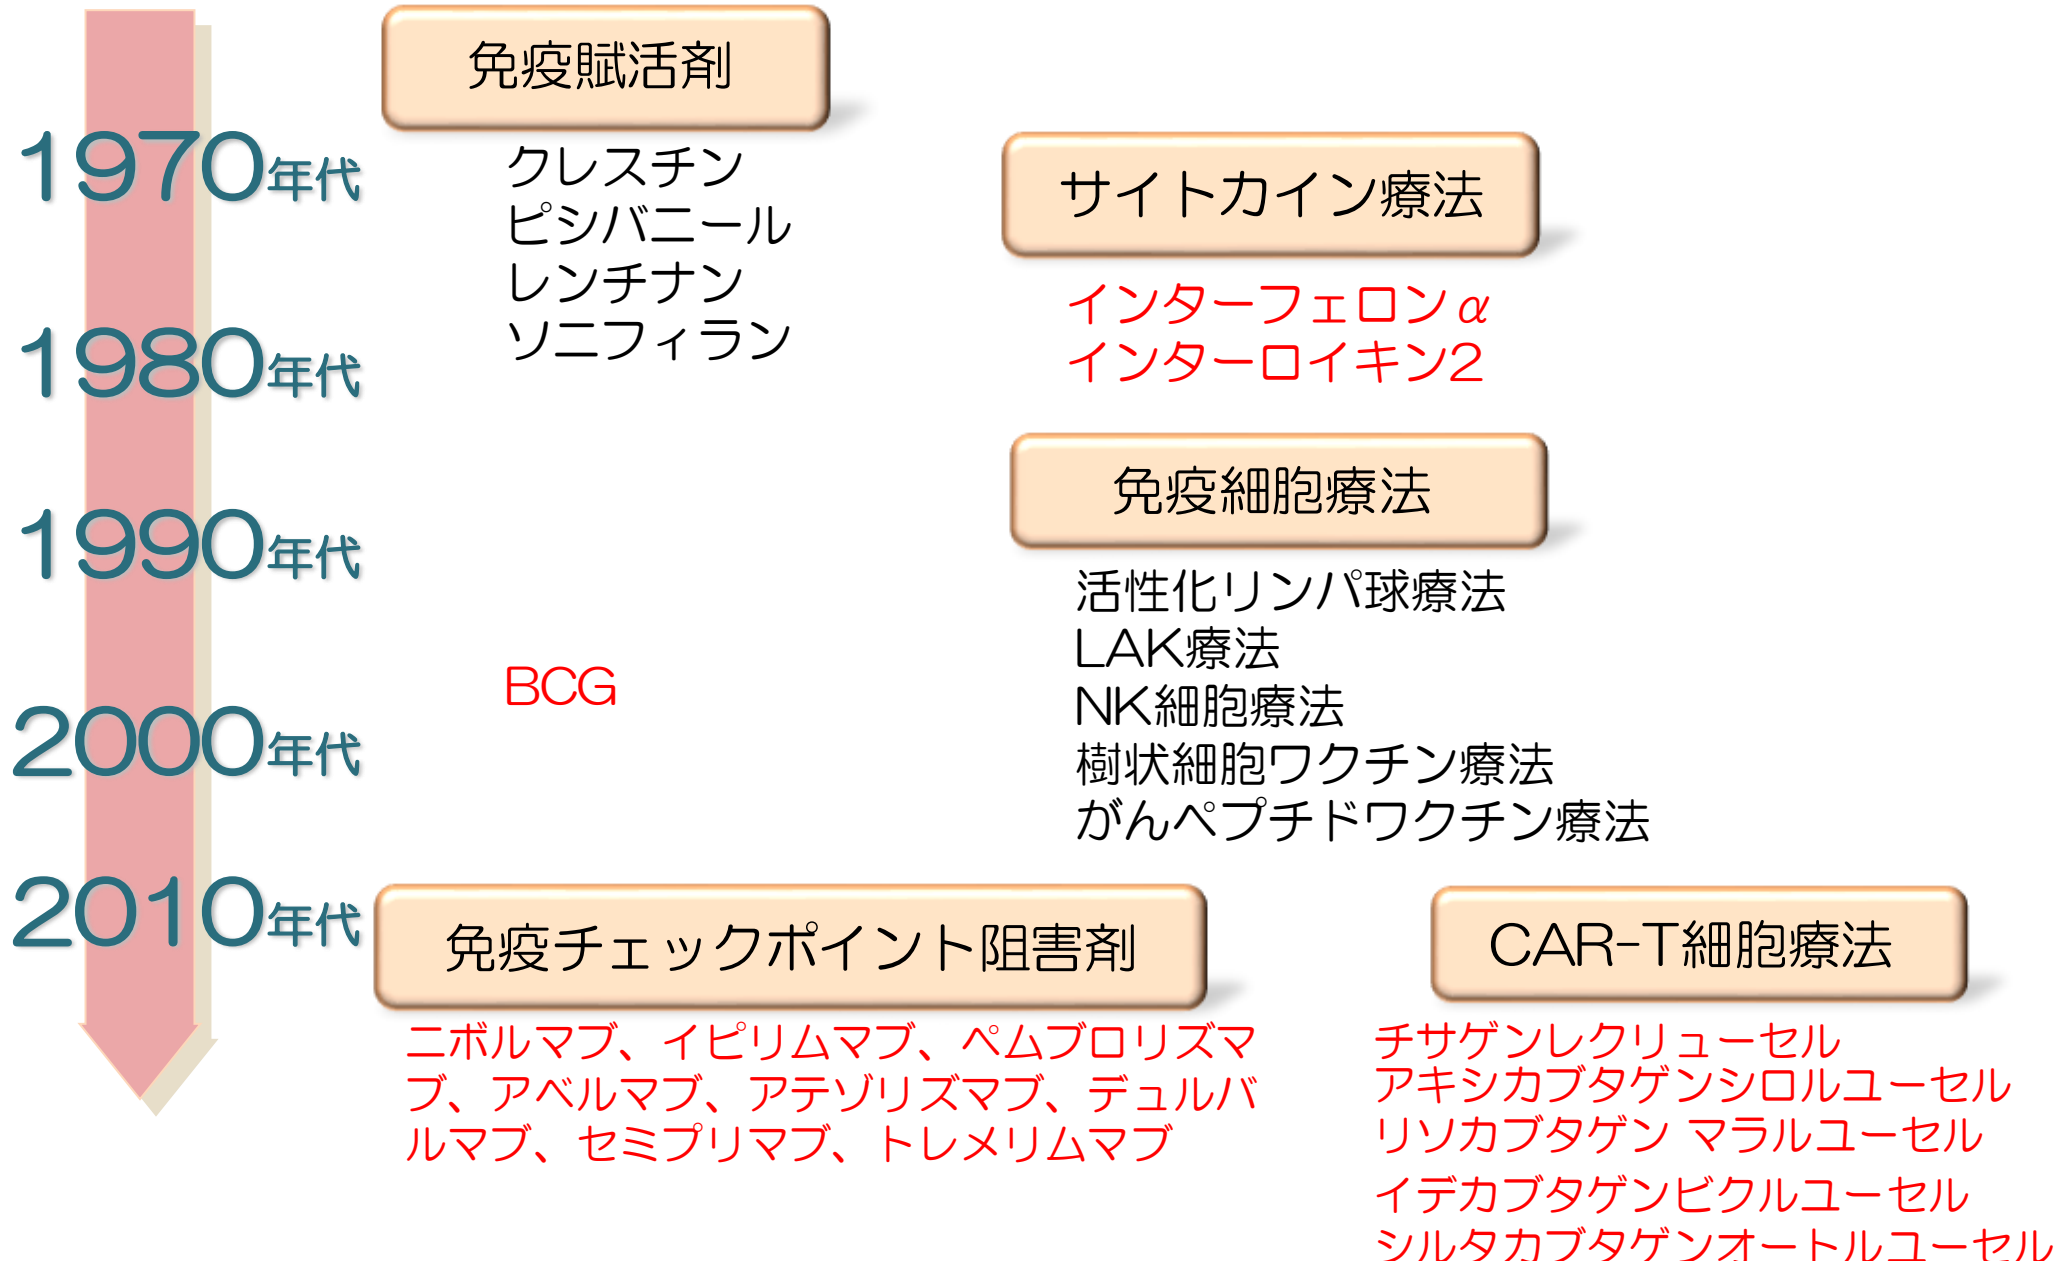 免疫賦活剤
1970年代
クレスチン
ピシバニール
レンチナン
ソニフィラン
サイトカイン療法
インターフェロンα
インターロイキン2
1980年代
免疫細胞療法
1990年代
活性化リンパ球療法
LAK療法
NK細胞療法
樹状細胞ワクチン療法
がんペプチドワクチン療法
BCG
2000年代
2010年代
免疫チェックポイント阻害剤
ニボルマブ、イピリムマブ、ペムブロリズマ
ブ、アベルマブ、アテゾリズマブ、デュルバ
ルマブ、セミプリマブ、トレメリムマブ
CAR-T細胞療法
チサゲンレクリューセル
アキシカブタゲンシロルユーセル
リソカブタゲン マラルユーセル
イデカブタゲンビクルユーセル
シルタカブタゲンオートルユーセル